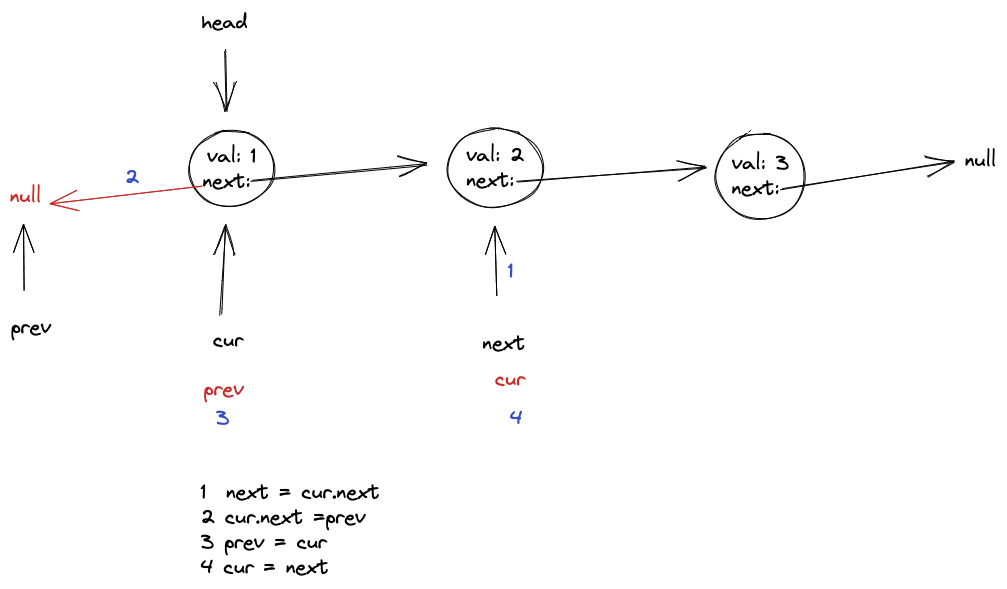 head
val: 1
next:
val: 2
next:
val: 3
next:
null
2
null
1
prev
cur
next
prev
cur
3
4
1 next = cur.next
2 cur.next =prev
3 prev = cur
4 cur = next